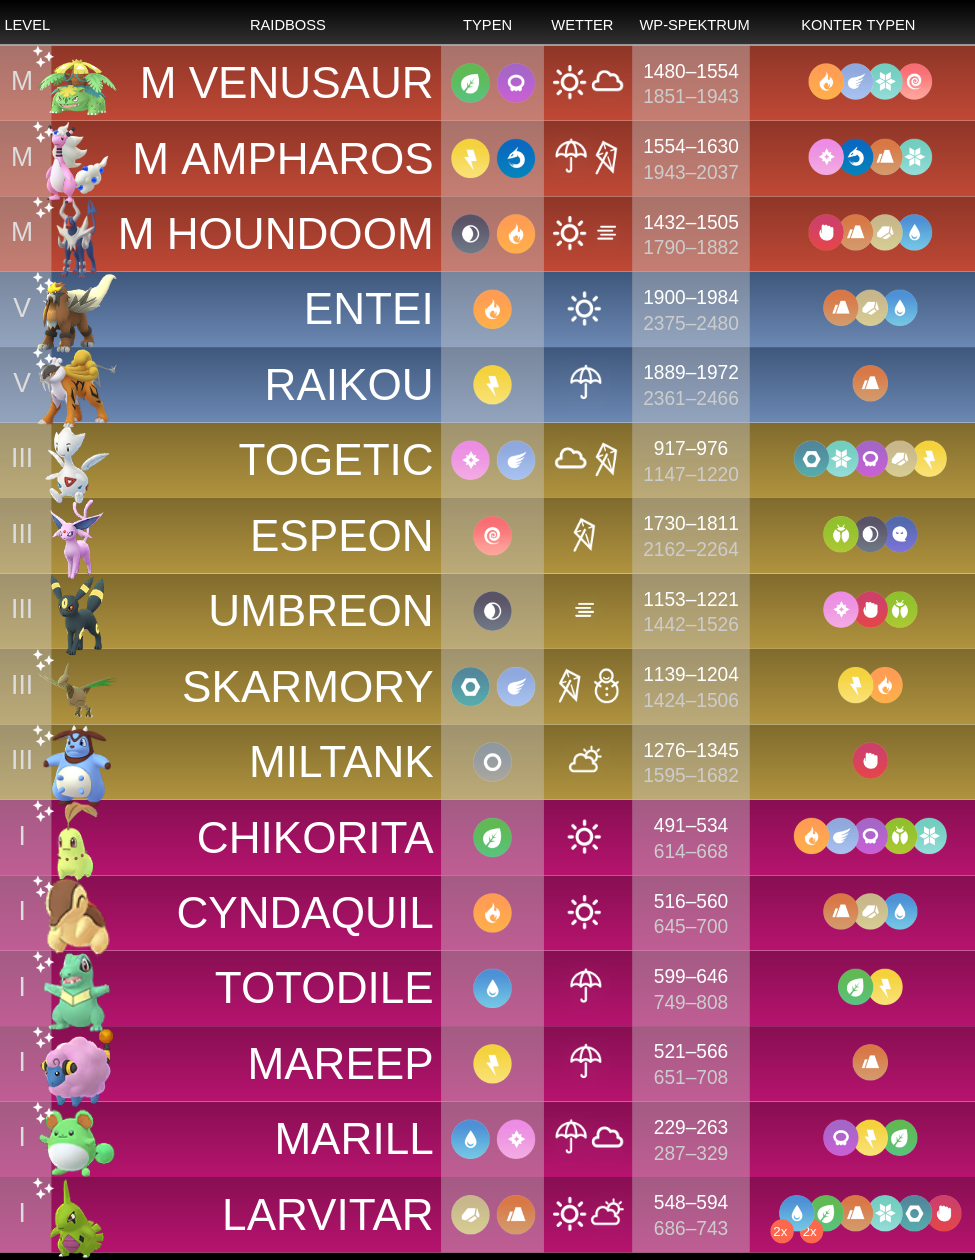 LEVEL RAIDBOSS TYPEN WETTER WP-SPEKTRUM KONTER TYPEN
M M VENUSAUR 1480–1554
1851–1943
M M AMPHAROS 1554–1630
1943–2037
M M HOUNDOOM 1432–1505
1790–1882
V ENTEI 1900–1984
2375–2480
V RAIKOU 1889–1972
2361–2466
III TOGETIC 917–976
1147–1220
III ESPEON 1730–1811
2162–2264
III UMBREON 1153–1221
1442–1526
III SKARMORY 1139–1204
1424–1506
III MILTANK 1276–1345
1595–1682
I CHIKORITA 491–534
614–668
I CYNDAQUIL 516–560
645–700
I TOTODILE 599–646
749–808
I MAREEP 521–566
651–708
I MARILL 229–263
287–329
I LARVITAR 548–594
686–743 2x 2x